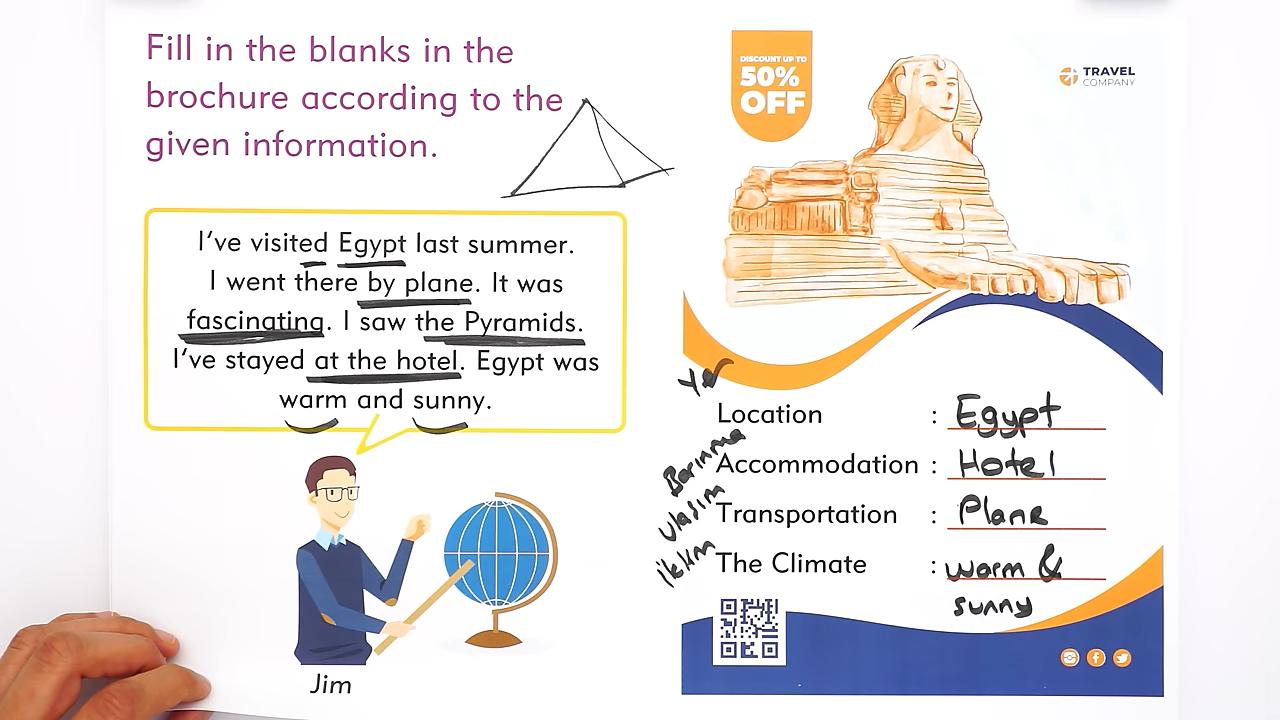 Fill in the blanks in the
brochure according to the
given information.
I've visited Egypt last summer.
I went there by plane. It was
fascinating. I saw the Pyramids.
I've stayed at the hotel. Egypt was
warm and sunny.
Jim
DISCOUNT UP TO
50%
OFF
TRAVEL
COMPANY
Yer
Location : Egypt
Barınma
Accommodation : Hotel
Ulaşım
Transportation : Plane
iklim
The Climate : warm &
sunny